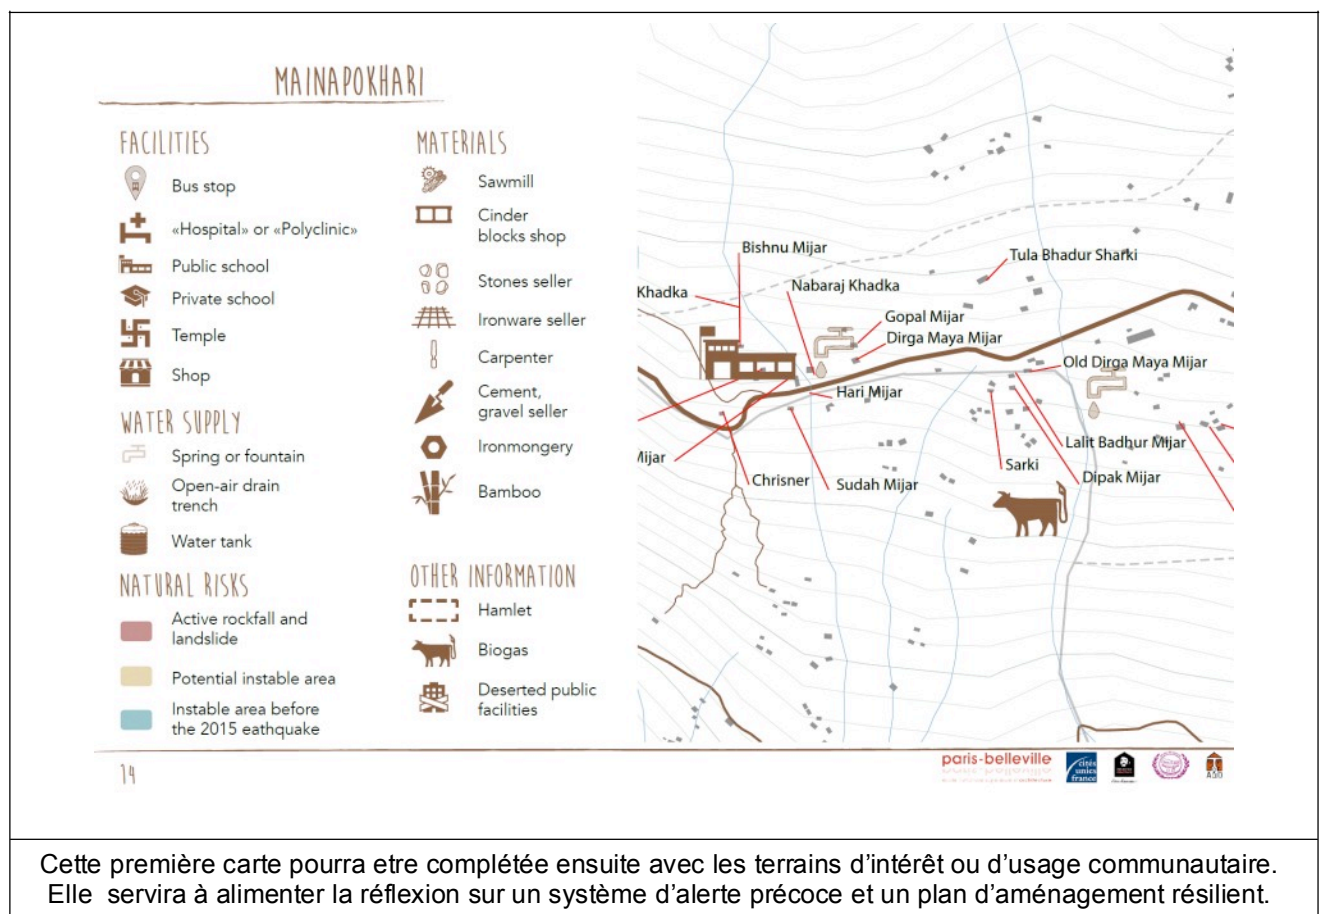 MAINAPOKHARI
FACILITIES
Bus stop
«Hospital» or «Polyclinic»
Public school
Private school
Temple
Shop
WATER SUPPLY
Spring or fountain
Open-air drain
trench
Water tank
NATURAL RISKS
Active rockfall and
landslide
Potential instable area
Instable area before
the 2015 eathquake
MATERIALS
Sawmill
Cinder
blocks shop
Stones seller
Ironware seller
Carpenter
Cement,
gravel seller
Ironmongery
Bamboo
OTHER INFORMATION
Hamlet
Biogas
Deserted public
facilities
Bishnu Mijar
Tula Bhadur Sharki
Khadka
Nabaraj Khadka
Gopal Mijar
Dirga Maya Mijar
Old Dirga Maya Mijar
Hari Mijar
Lalit Badhur Mijar
Mijar
Chrisner
Sudah Mijar
Sarki
Dipak Mijar
14
paris-belleville
cités
unies
france
ASD
Cette première carte pourra etre complétée ensuite avec les terrains d'intérêt ou d'usage communautaire.
Elle servira à alimenter la réflexion sur un système d'alerte précoce et un plan d'aménagement résilient.